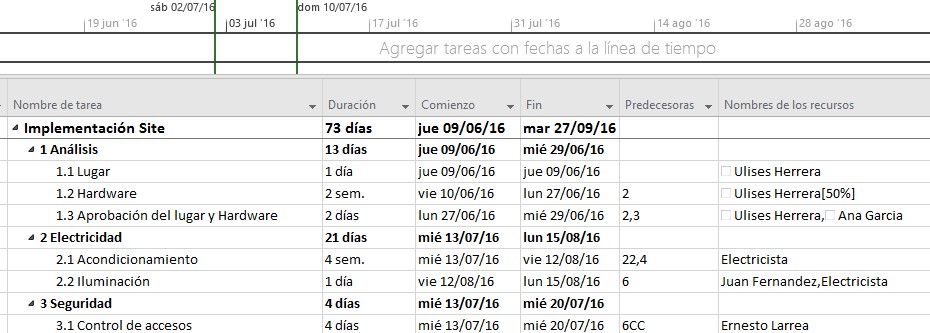 sáb 02/07/'16 dom 10/07/'16
19 jun '16 03 jul '16 17 jul '16 31 jul '16 14 ago '16 28 ago '16
Agregar tareas con fechas a la línea de tiempo
Nombre de tarea Duración Comienzo Fin Predecesoras Nombres de los recursos
Implementación Site 73 días jue 09/06/16 mar 27/09/16
1 Análisis 13 días jue 09/06/16 mié 29/06/16
1.1 Lugar 1 día jue 09/06/16 jue 09/06/16 Ulises Herrera
1.2 Hardware 2 sem. vie 10/06/16 lun 27/06/16 2 Ulises Herrera[50%]
1.3 Aprobación del lugar y Hardware 2 días lun 27/06/16 mié 29/06/16 2,3 Ulises Herrera, Ana Garcia
2 Electricidad 21 días mié 13/07/16 lun 15/08/16
2.1 Acondicionamiento 4 sem. mié 13/07/16 vie 12/08/16 22,4 Electricista
2.2 Iluminación 1 día vie 12/08/16 lun 15/08/16 6 Juan Fernandez,Electricista
3 Seguridad 4 días mié 13/07/16 mié 20/07/16
3.1 Control de accesos 4 días mié 13/07/16 mié 20/07/16 6CC Ernesto Larrea